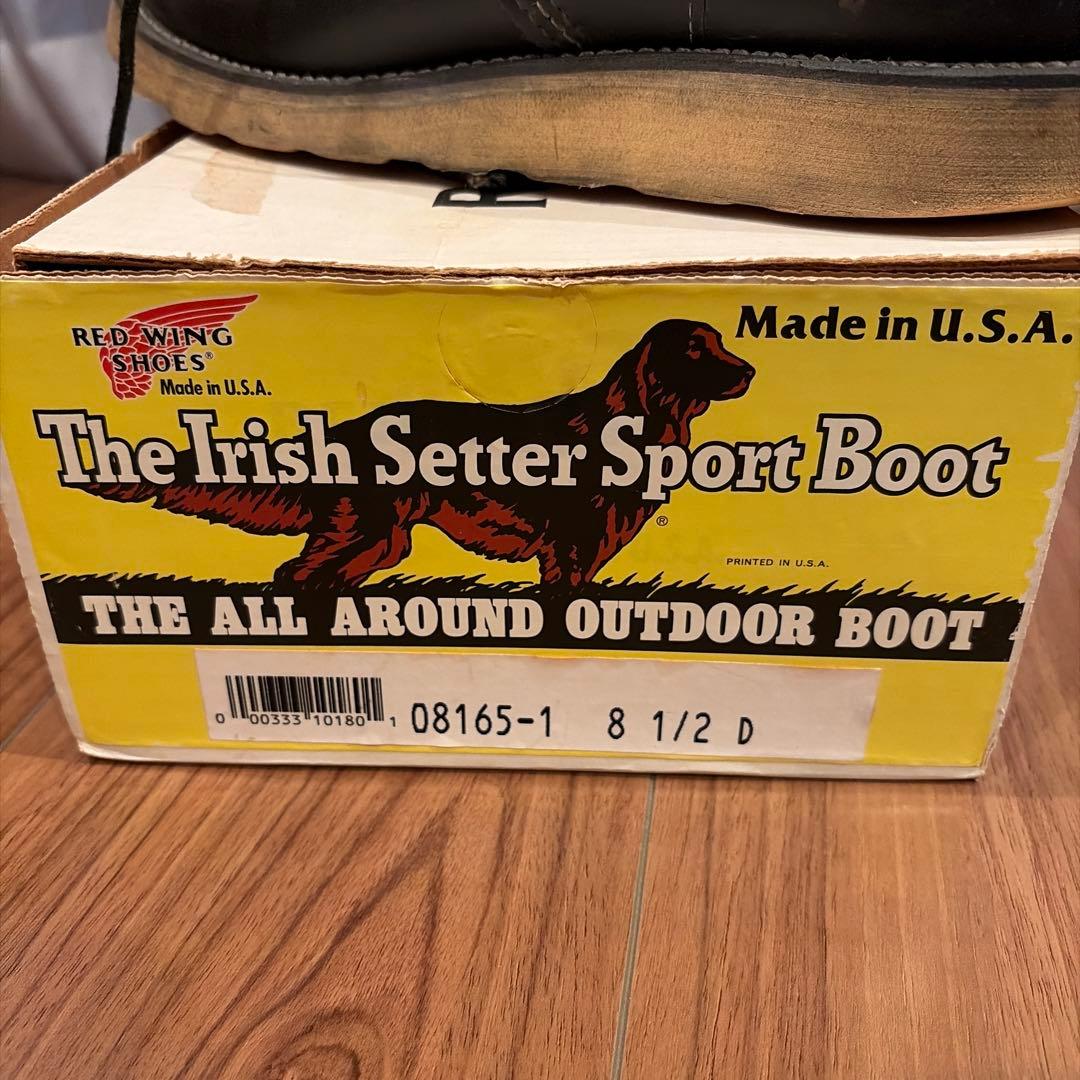 RED WING
SHOES®
Made in U.S.A.
Made in U.S.A.
The Irish Setter Sport Boot
®
PRINTED IN U.S.A.
THE ALL AROUND OUTDOOR BOOT
0 00333 10180 1
08165-1 8 1/2 D